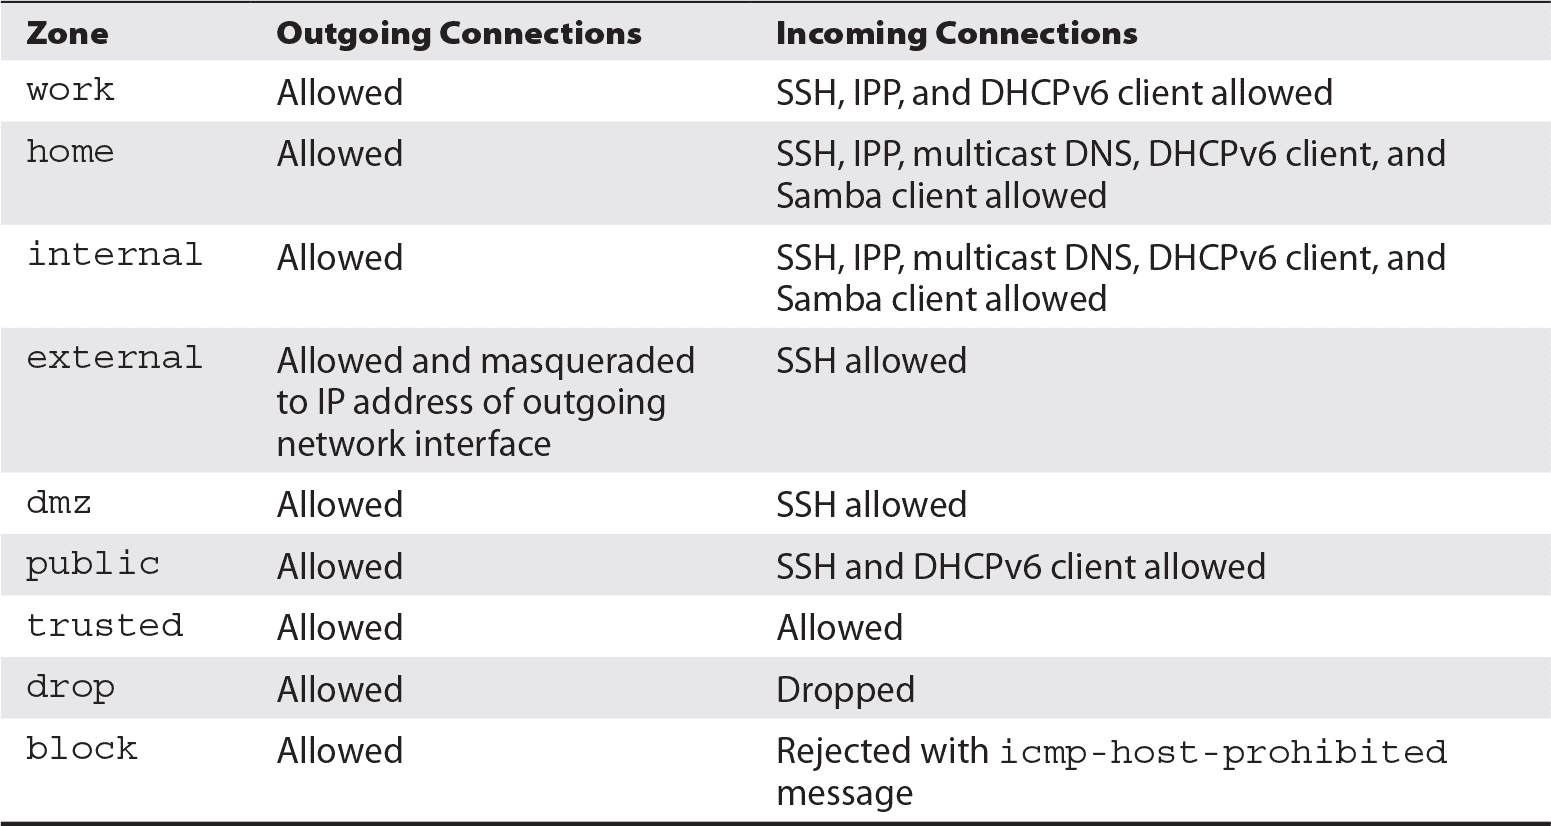 Zone Outgoing Connections Incoming Connections
work Allowed SSH, IPP, and DHCPv6 client allowed
home Allowed SSH, IPP, multicast DNS, DHCPv6 client, and
Samba client allowed
internal Allowed SSH, IPP, multicast DNS, DHCPv6 client, and
Samba client allowed
external Allowed and masqueraded SSH allowed
to IP address of outgoing
network interface
dmz Allowed SSH allowed
public Allowed SSH and DHCPv6 client allowed
trusted Allowed Allowed
drop Allowed Dropped
block Allowed Rejected with icmp-host-prohibited
message